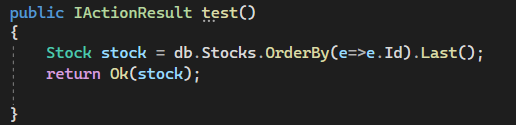 public IActionResult test()
{
Stock stock = db.Stocks.OrderBy(e=>e.Id).Last();
return Ok(stock);
}